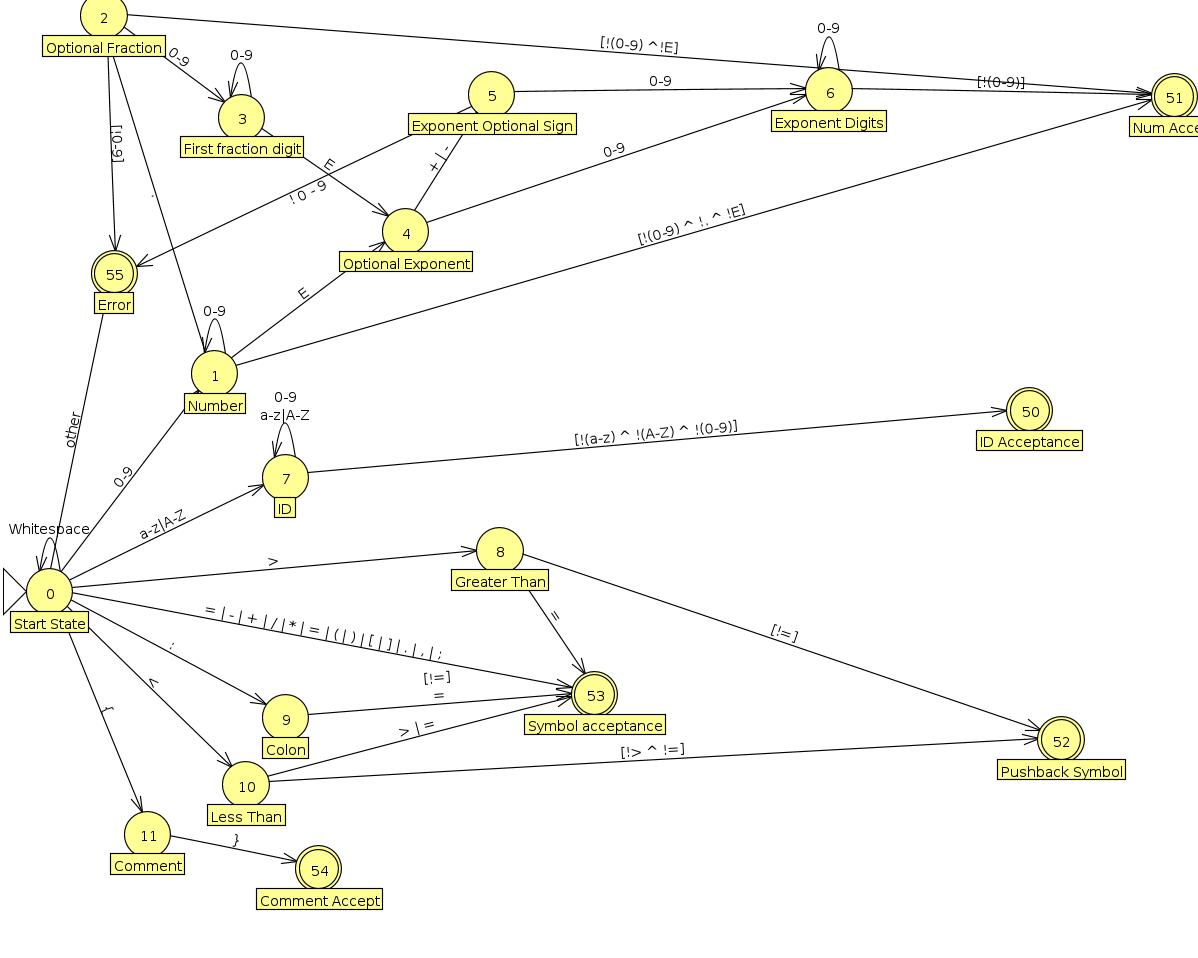 2
Optional Fraction
[!(0-9) ^!E]
0-9
0-9
0-9
3
First fraction digit
5
Exponent Optional Sign
0-9
0-9
6
Exponent Digits
[!(0-9)]
51
Num Acce
[!0-9]
.
E
! 0 - 9
+ | -
0-9
4
Optional Exponent
[!(0-9) ^ !. ^ !E]
55
Error
E
0-9
1
Number
other
0-9
0-9
a-z|A-Z
7
ID
[!(a-z) ^ !(A-Z) ^ !(0-9)]
50
ID Acceptance
a-z|A-Z
Whitespace
0
Start State
>
8
Greater Than
=
[!=]
= | - | + | / | * | = | ( | ) | [ | ] | . | , | ;
:
<
{
[!=]
=
53
Symbol acceptance
9
Colon
> | =
[!> ^ !=]
52
Pushback Symbol
10
Less Than
11
Comment
}
54
Comment Accept